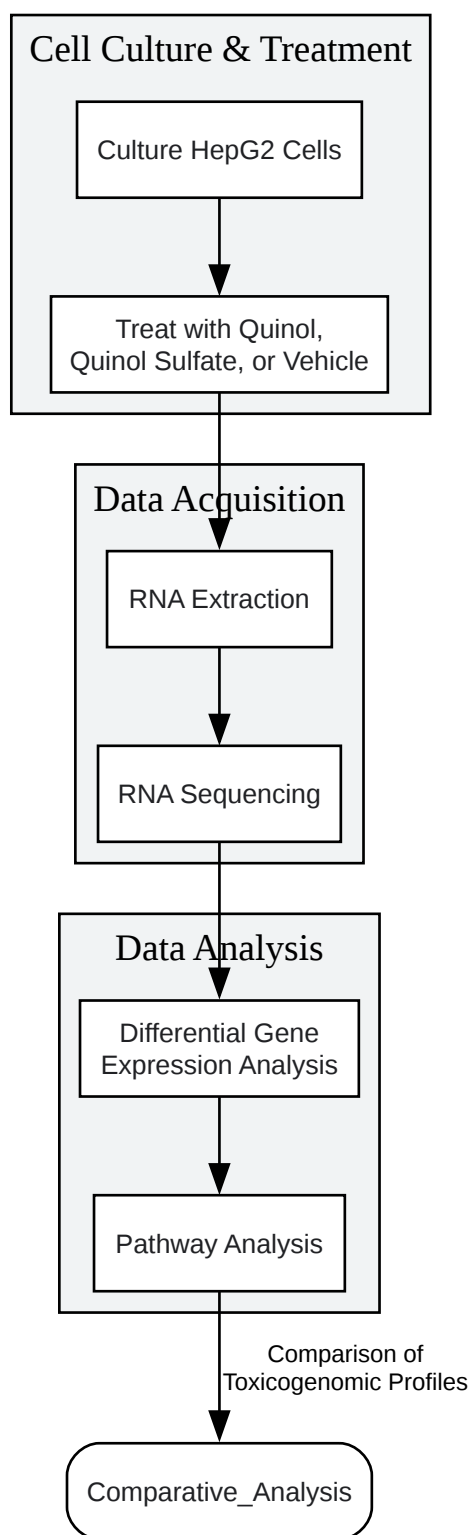 Cell Culture & Treatment
Culture HepG2 Cells
Treat with Quinol,
Quinol Sulfate, or Vehicle
Data Acquisition
RNA Extraction
RNA Sequencing
Data Analysis
Differential Gene
Expression Analysis
Pathway Analysis
Comparison of
Toxicogenomic Profiles
Comparative_Analysis